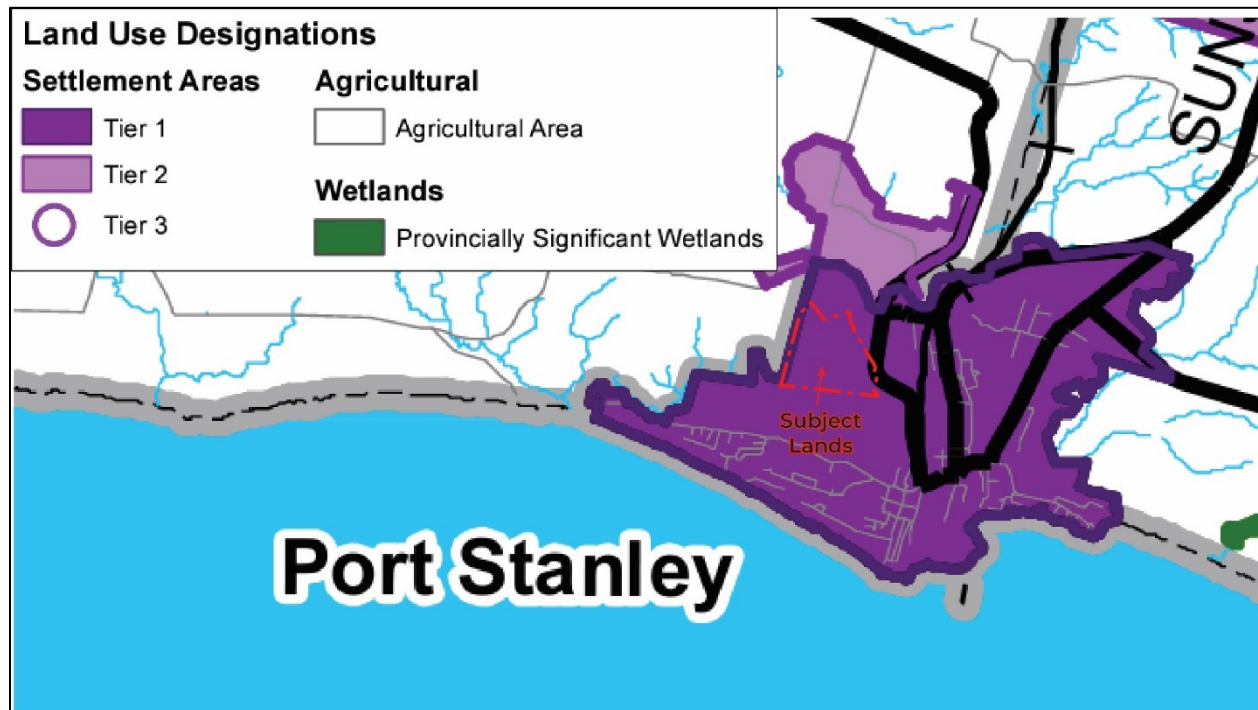 Land Use Designations
Settlement Areas
Tier 1
Tier 2
Tier 3
Agricultural
Agricultural Area
Wetlands
Provincially Significant Wetlands
SUN
Subject
Lands
Port Stanley